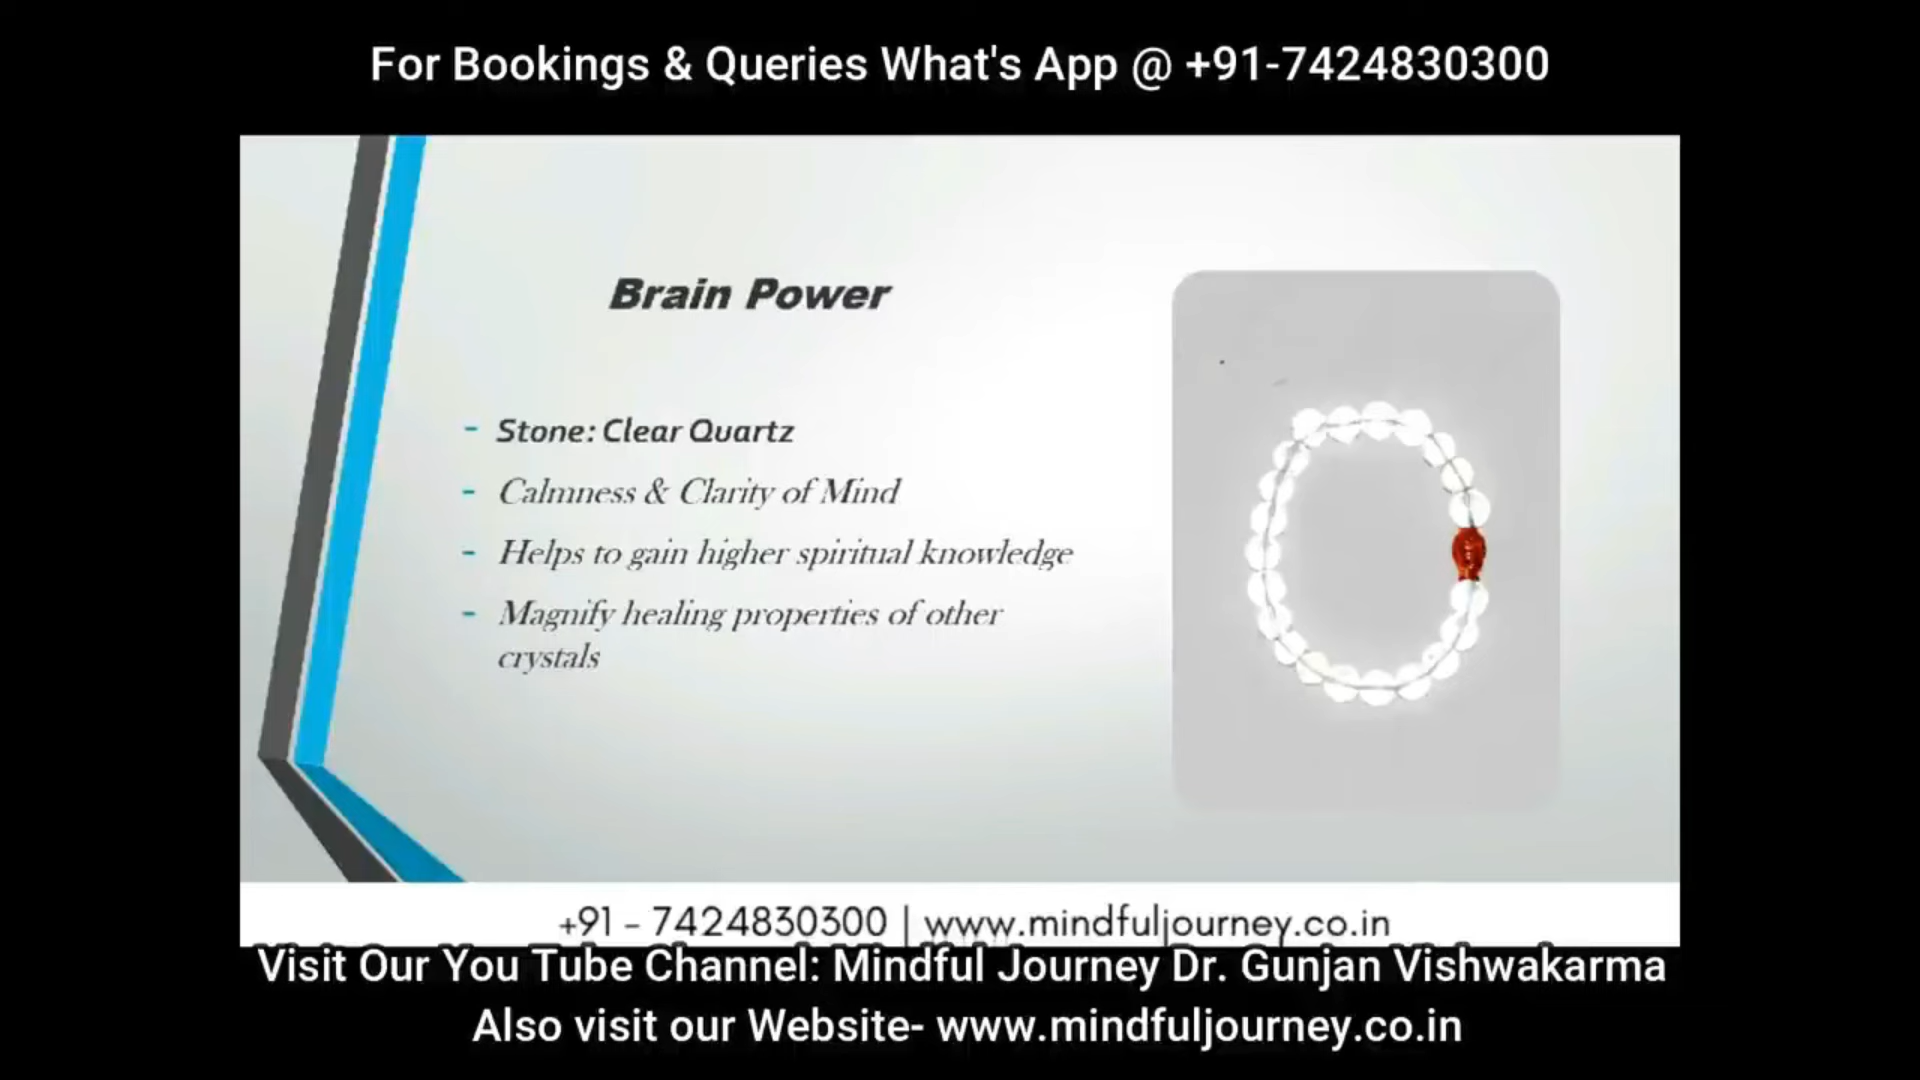 For Bookings & Queries What's App @ +91-7424830300
Brain Power
- Stone: Clear Quartz
- Calmness & Clarity of Mind
- Helps to gain higher spiritual knowledge
- Magnify healing properties of other
crystals
+91 - 7424830300 | www.mindfuljourney.co.in
Visit Our You Tube Channel: Mindful Journey Dr. Gunjan Vishwakarma
Also visit our Website- www.mindfuljourney.co.in